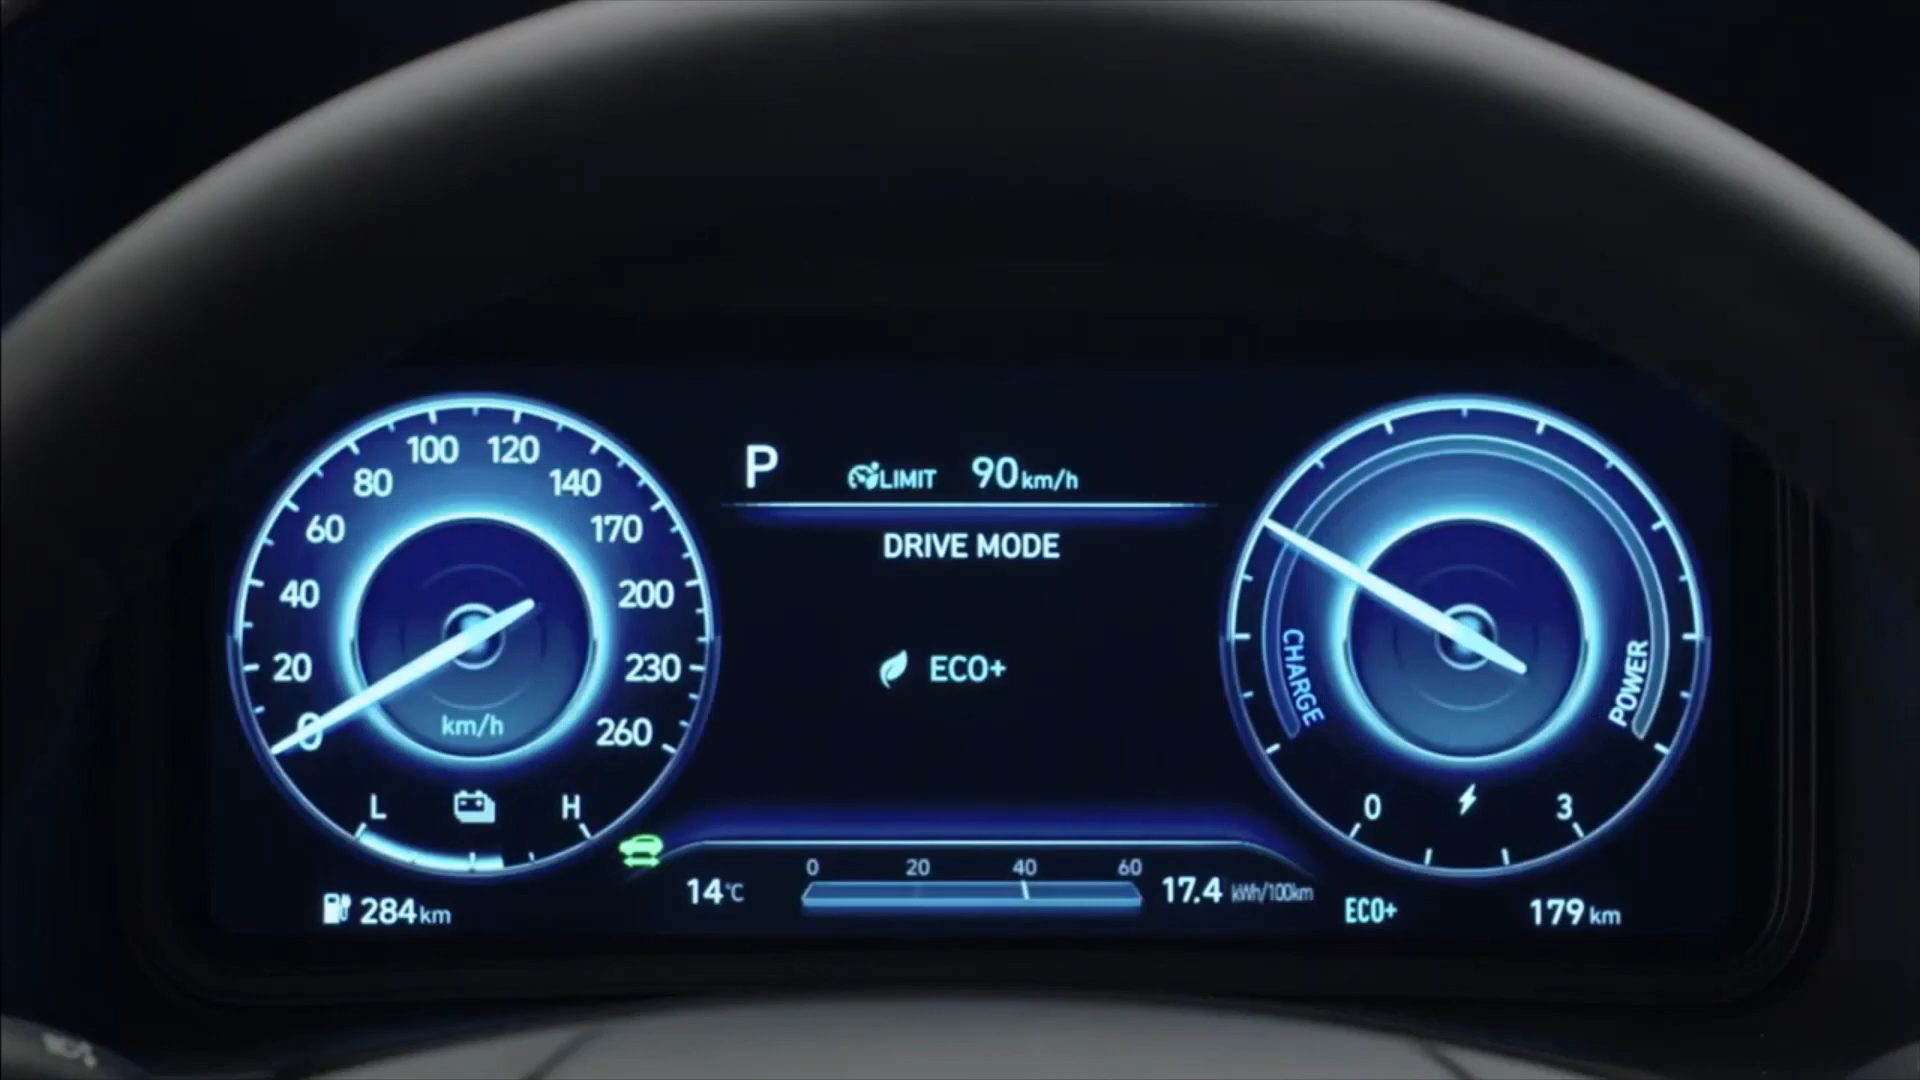 100 120
80 140
60 170
40 200
20 230
0 260
km/h
L H
284 km
P LIMIT 90 km/h
DRIVE MODE
ECO+
0 20 40 60
14°C
17.4 kWh/100km
CHARGE
POWER
0 3
ECO+
179 km